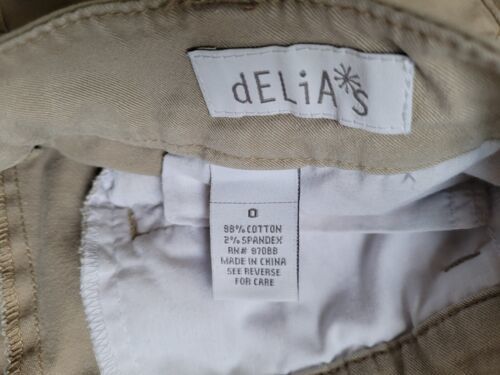 dELiA*s
0
98% COTTON
2% SPANDEX
RN# 97088
MADE IN CHINA
SEE REVERSE
FOR CARE